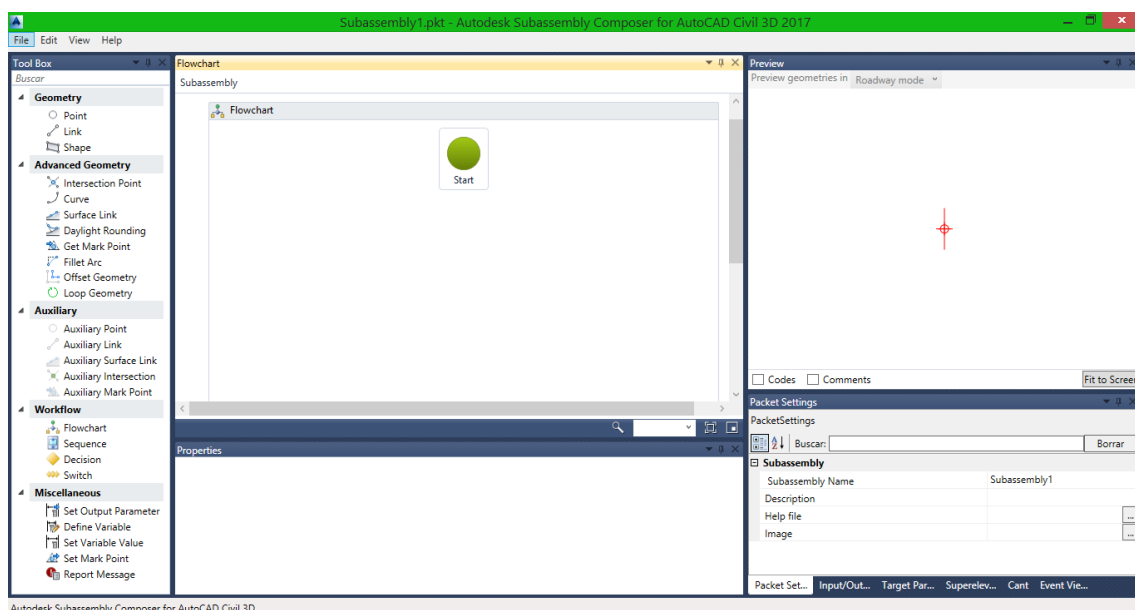 Subassembly1.pkt - Autodesk Subassembly Composer for AutoCAD Civil 3D 2017
File Edit View Help
Tool Box
Buscar
Geometry
Point
Link
Shape
Advanced Geometry
Intersection Point
Curve
Surface Link
Daylight Rounding
Get Mark Point
Fillet Arc
Offset Geometry
Loop Geometry
Auxiliary
Auxiliary Point
Auxiliary Link
Auxiliary Surface Link
Auxiliary Intersection
Auxiliary Mark Point
Workflow
Flowchart
Sequence
Decision
Switch
Miscellaneous
Set Output Parameter
Define Variable
Set Variable Value
Set Mark Point
Report Message
Flowchart
Subassembly
Flowchart
Start
Properties
Preview
Preview geometries in Roadway mode
Codes Comments Fit to Screen
Packet Settings
PacketSettings
Buscar: Borrar
Subassembly
Subassembly Name Subassembly1
Description
Help file ...
Image ...
Packet Set... Input/Out... Target Par... Superelev... Cant Event Vie...
Autodesk Subassembly Composer for AutoCAD Civil 3D